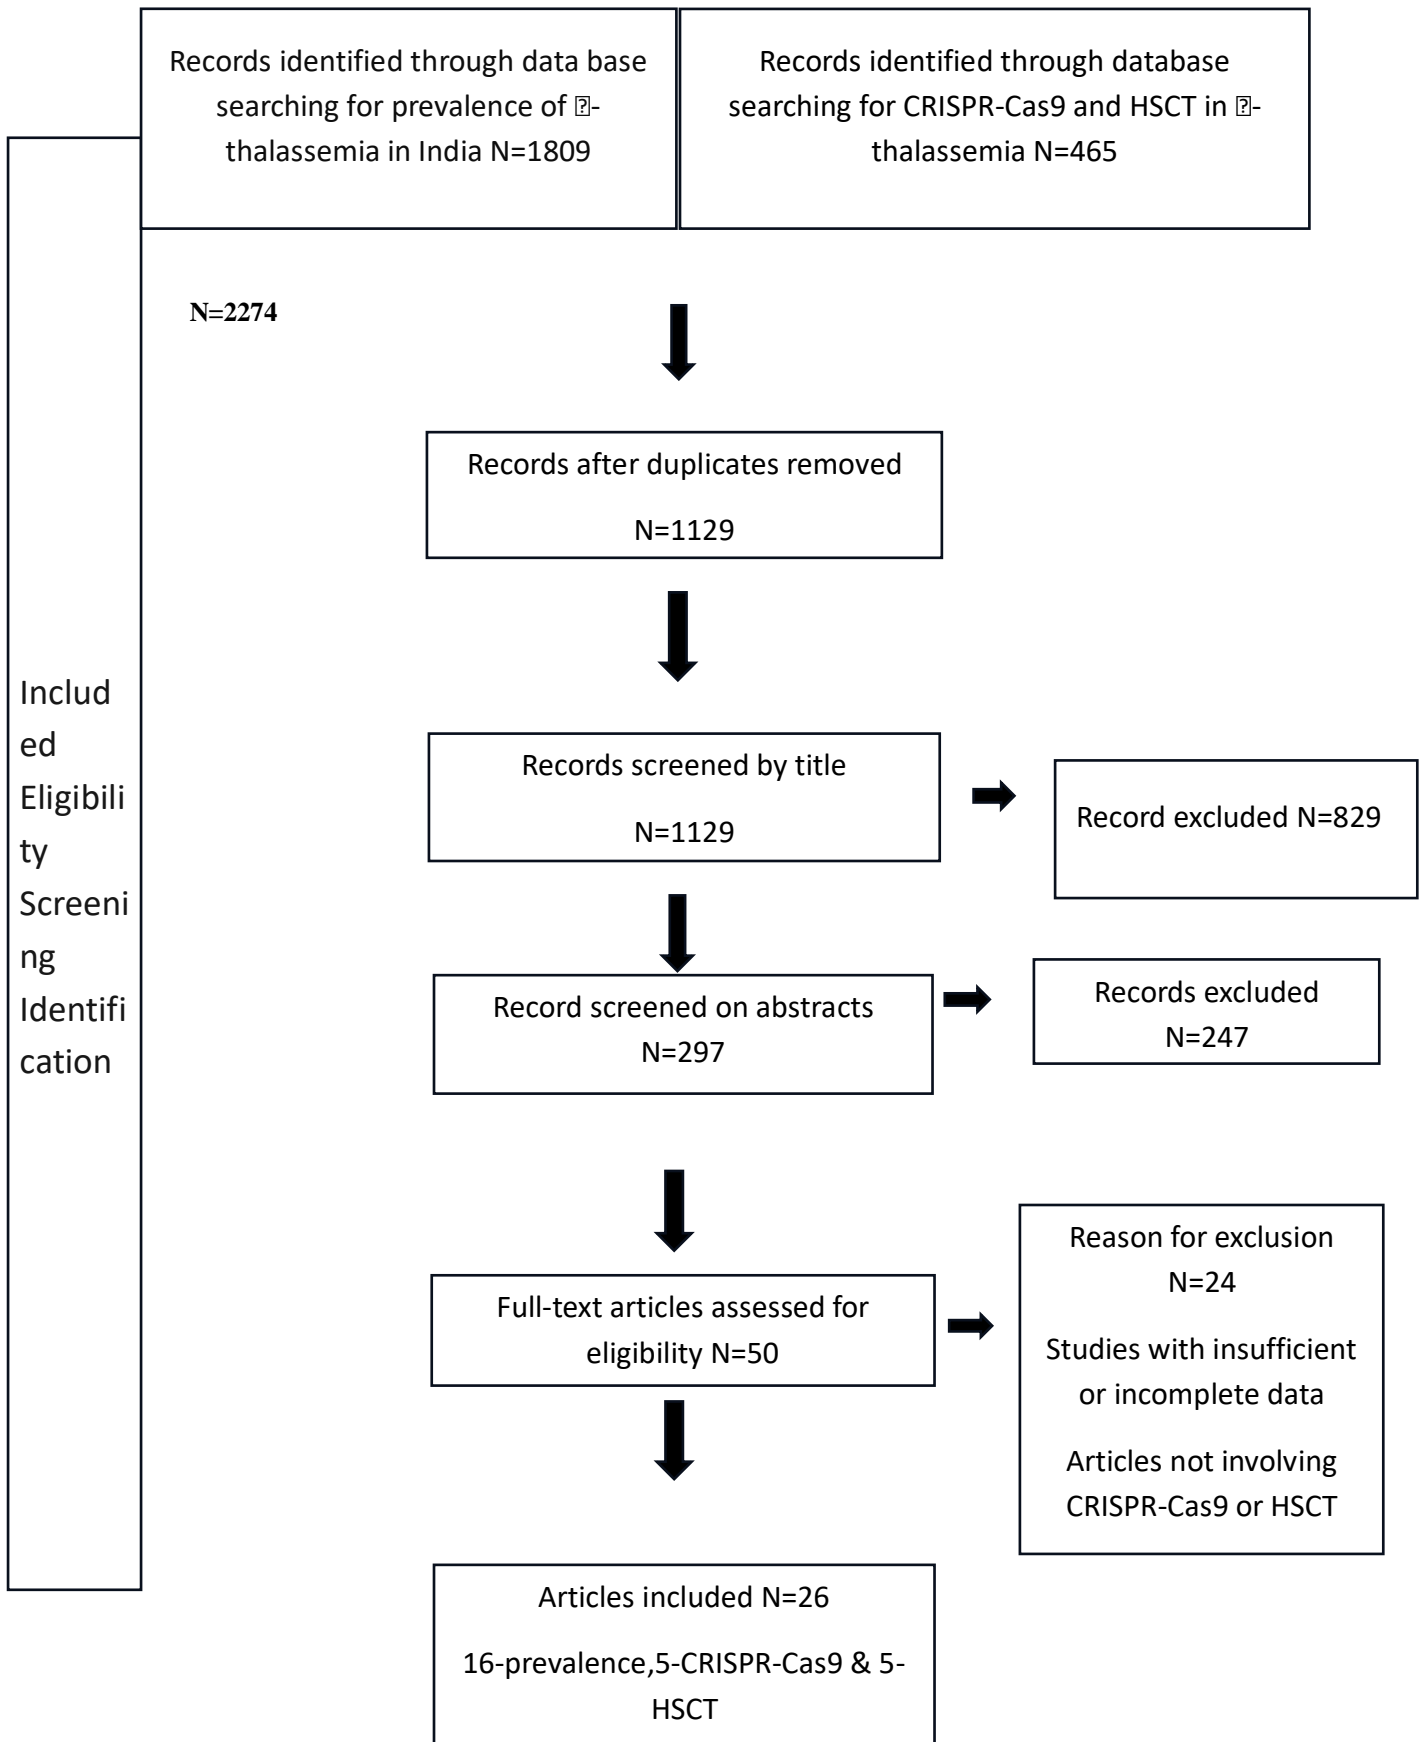 Records identified through data base
searching for prevalence of ⍰-
thalassemia in India N=1809
Records identified through database
searching for CRISPR-Cas9 and HSCT in ⍰-
thalassemia N=465
N=2274
Records after duplicates removed
N=1129
Records screened by title
N=1129
Record excluded N=829
Record screened on abstracts
N=297
Records excluded
N=247
Full-text articles assessed for
eligibility N=50
Reason for exclusion
N=24
Studies with insufficient
or incomplete data
Articles not involving
CRISPR-Cas9 or HSCT
Articles included N=26
16-prevalence,5-CRISPR-Cas9 & 5-
HSCT
Includ
ed
Eligibili
ty
Screeni
ng
Identifi
cation